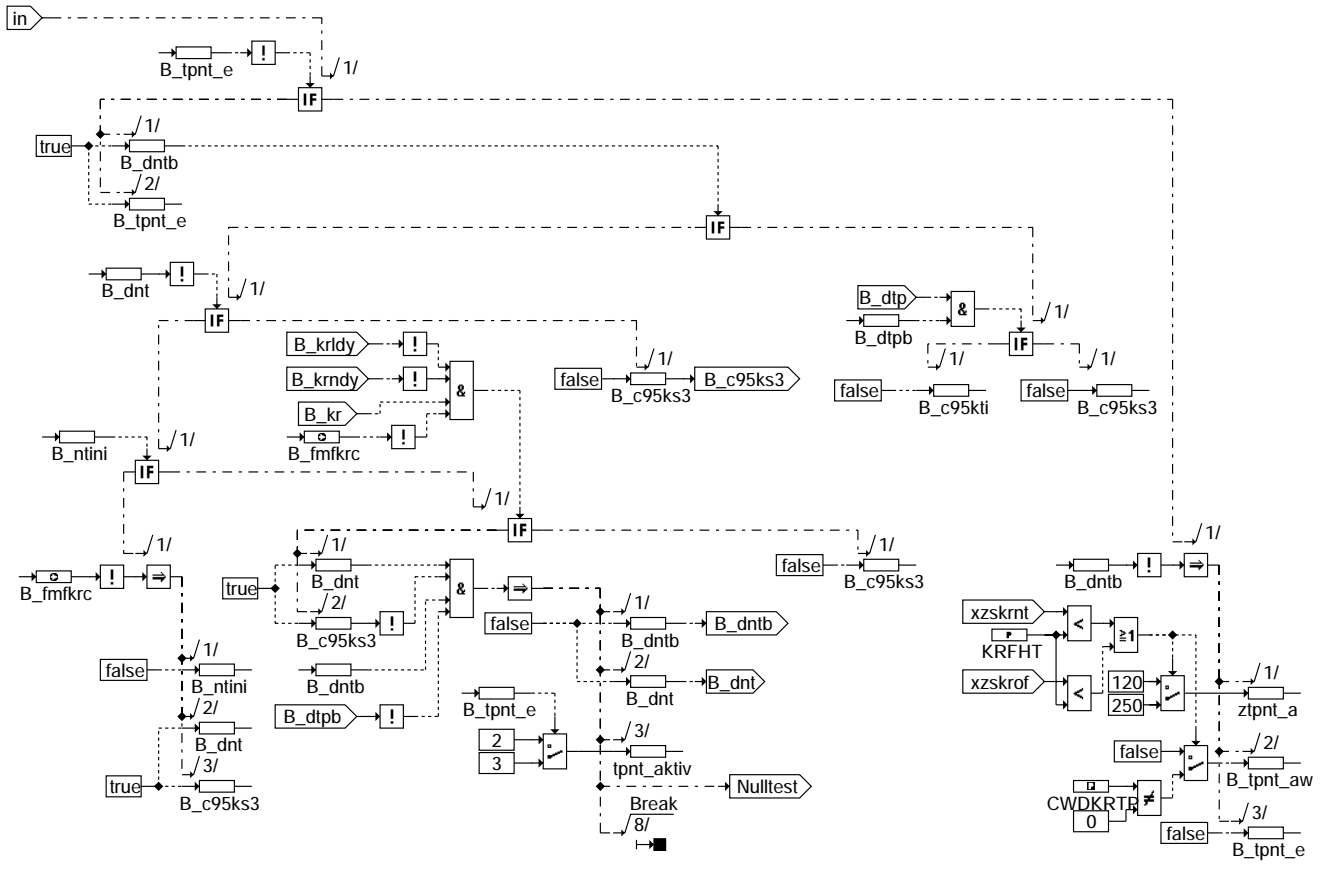 in
B_tpnt_e
!
1/
IF
1/
true
B_dntb
2/
B_tpnt_e
IF
B_dnt
!
1/
IF
B_dtp
B_dtpb
&
1/
IF
B_krldy
!
B_krndy
!
B_kr
B_fmfkrc
!
&
1/
false
B_c95ks3
B_c95ks3
1/
false
B_c95kti
1/
false
B_c95ks3
B_ntini
1/
IF
1/
IF
1/
B_fmfkrc
!
⇒
1/
false
B_ntini
2/
B_dnt
3/
true
B_c95ks3
1/
true
B_dnt
2/
B_c95ks3
!
B_dntb
B_dtpb
!
&
⇒
false
1/
B_dntb
B_dntb
2/
B_dnt
B_dnt
B_tpnt_e
2
3
3/
tpnt_aktiv
Nulltest
Break
8/
1/
false
B_c95ks3
1/
B_dntb
!
⇒
xzskrnt
<
KRFHT
≥1
xzskrof
<
120
250
1/
ztpnt_a
false
2/
B_tpnt_aw
CWDKRTP
≠
0
3/
false
B_tpnt_e